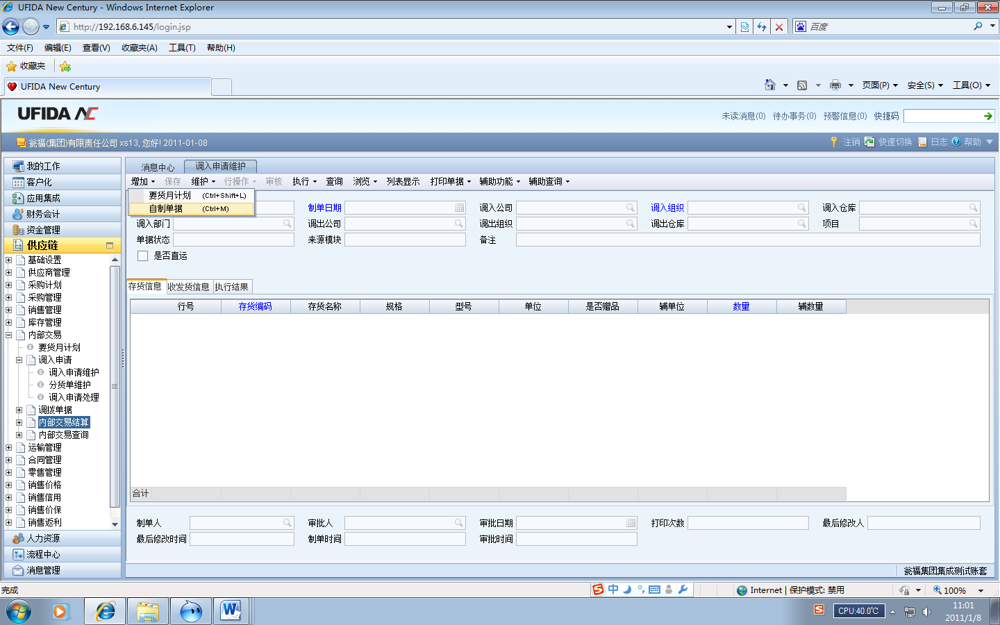 UFIDA New Century - Windows Internet Explorer
http://192.168.6.145/login.jsp
百度
文件(F) 编辑(E) 查看(V) 收藏夹(A) 工具(T) 帮助(H)
收藏夹
UFIDA New Century
页面(P) 安全(S) 工具(O)
UFIDA NC
未读消息(0) 待办事务(0) 预警信息(0) 快捷码
瓮福(集团)有限责任公司 xs13, 您好! 2011-01-08
注销 快速切换 日志 帮助
我的工作
客户化
应用集成
财务会计
资金管理
供应链
基础设置
供应商管理
采购计划
采购管理
销售管理
库存管理
内部交易
要货月计划
调入申请
调入申请维护
分货单维护
调入申请处理
调拨单据
内部交易结算
内部交易查询
运输管理
合同管理
零售管理
销售价格
销售信用
销售价保
销售返利
人力资源
流程中心
消息管理
消息中心 调入申请维护
增加 保存 维护 行操作 审核 执行 查询 浏览 列表显示 打印单据 辅助功能 辅助查询
要货月计划 (Ctrl+Shift+L)
自制单据 (Ctrl+M)
制单日期 调入公司 调入组织 调入仓库
调入部门 调出公司 调出组织 调出仓库 项目
单据状态 来源模块 备注
是否直运
存货信息 收发货信息 执行结果
行号 存货编码 存货名称 规格 型号 单位 是否赠品 辅单位 数量 辅数量
合计
制单人 审批人 审批日期 打印次数 最后修改人
最后修改时间 制单时间 审批时间
瓮福集团集成测试账套
完成
中
Internet | 保护模式: 禁用
100%
CPU:40.0℃
11:01
2011/1/8